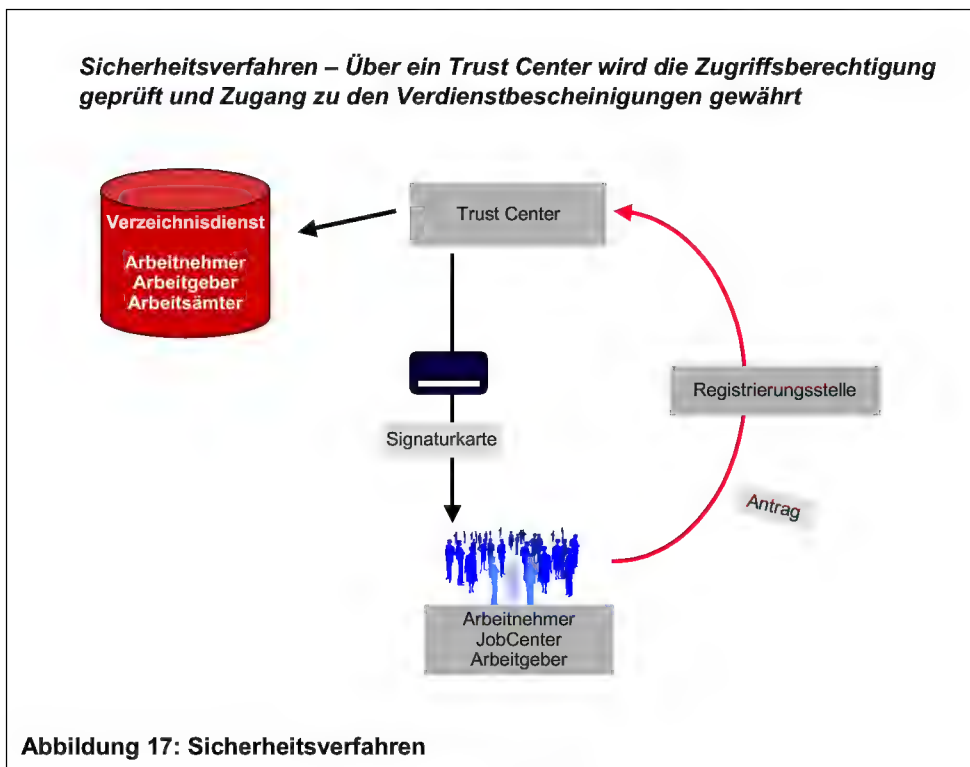 Sicherheitsverfahren – Über ein Trust Center wird die Zugriffsberechtigung
geprüft und Zugang zu den Verdienstbescheinigungen gewährt
Verzeichnisdienst
Arbeitnehmer
Arbeitgeber
Arbeitsämter
Trust Center
Registrierungsstelle
Signaturkarte
Antrag
Arbeitnehmer
JobCenter
Arbeitgeber
Abbildung 17: Sicherheitsverfahren